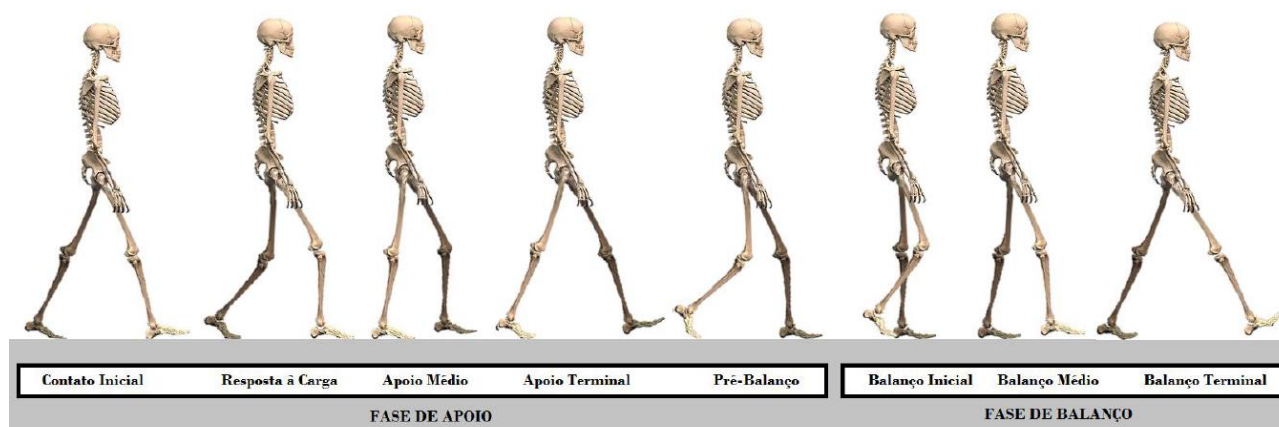 Contato Inicial Resposta à Carga Apoio Médio Apoio Terminal Pré-Balanço Balanço Inicial Balanço Médio Balanço Terminal
FASE DE APOIO FASE DE BALANÇO